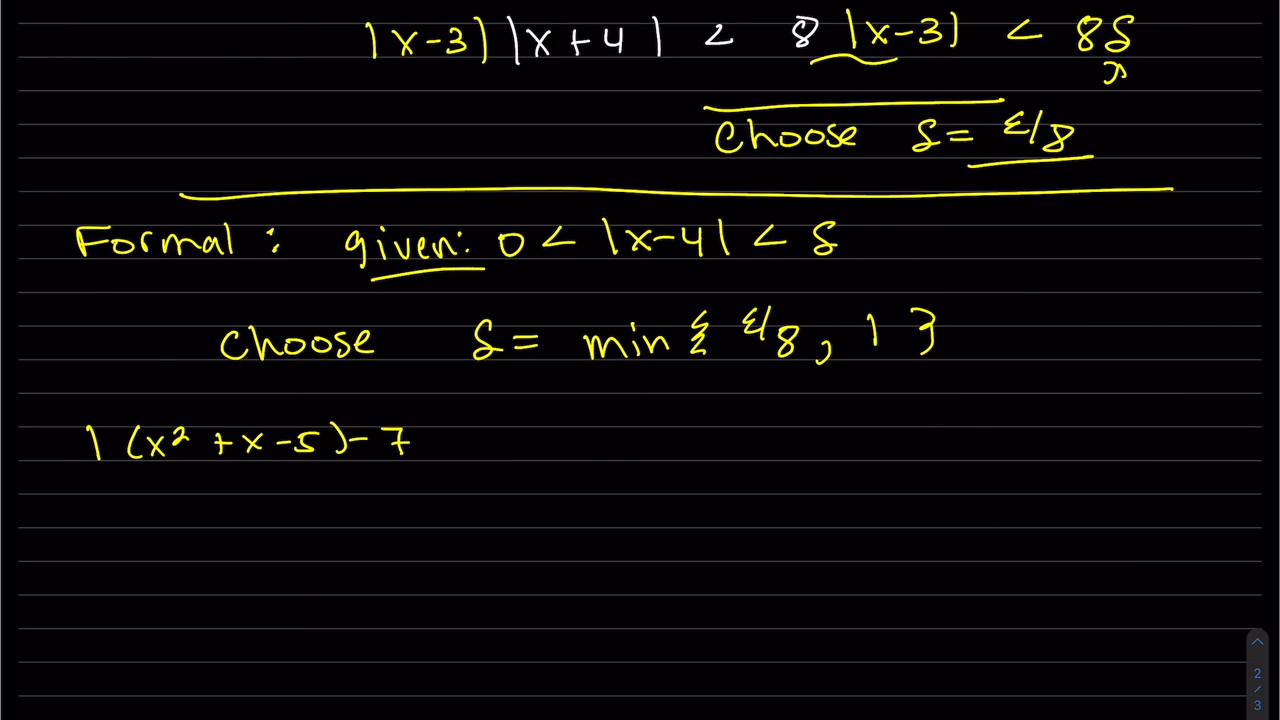 |x-3||x+4| < 8|x-3| < 8δ
Choose δ= ε/8
Formal: given: 0 < |x-4| < δ
Choose δ= min{ε/8, 1}
|(x² +x-5)-7
2/3